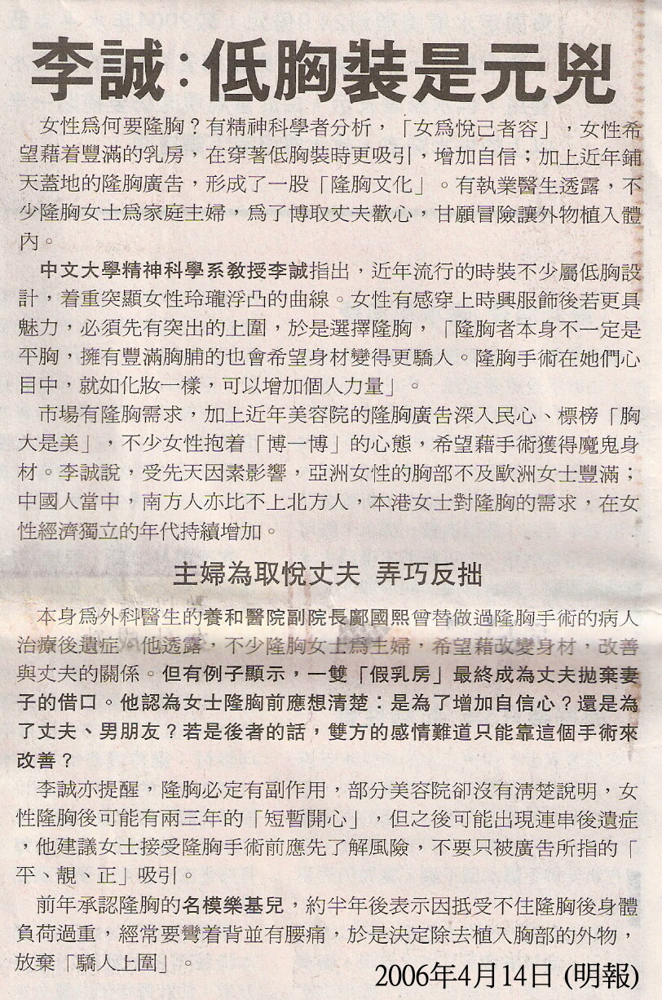 李誠：低胸裝是元兇
女性爲何要隆胸？有精神科學者分析，「女爲悅己者容」，女性希
望藉着豐滿的乳房，在穿著低胸裝時更吸引，增加自信；加上近年鋪
天蓋地的隆胸廣告，形成了一股「隆胸文化」。有執業醫生透露，不
少隆胸女士爲家庭主婦，爲了博取丈夫歡心，甘願冒險讓外物植入體
內。
中文大學精神科學系教授李誠指出，近年流行的時裝不少屬低胸設
計，着重突顯女性玲瓏浮凸的曲線。女性有感穿上時興服飾後若更具
魅力，必須先有突出的上圍，於是選擇隆胸，「隆胸者本身不一定是
平胸，擁有豐滿胸脯的也會希望身材變得更驕人。隆胸手術在她們心
目中，就如化妝一樣，可以增加個人力量」。
市場有隆胸需求，加上近年美容院的隆胸廣告深入民心、標榜「胸
大是美」，不少女性抱着「博一博」的心態，希望藉手術獲得魔鬼身
材。李誠說，受先天因素影響，亞洲女性的胸部不及歐洲女士豐滿；
中國人當中，南方人亦比不上北方人，本港女士對隆胸的需求，在女
性經濟獨立的年代持續增加。
主婦為取悅丈夫 弄巧反拙
本身爲外科醫生的養和醫院副院長鄺國熙曾替做過隆胸手術的病人
治療後遺症，他透露，不少隆胸女士爲主婦，希望藉改變身材，改善
與丈夫的關係。但有例子顯示，一雙「假乳房」最終成為丈夫拋棄妻
子的借口。他認為女士隆胸前應想清楚：是為了增加自信心？還是為
了丈夫、男朋友？若是後者的話，雙方的感情難道只能靠這個手術來
改善？
李誠亦提醒，隆胸必定有副作用，部分美容院卻沒有清楚說明，女
性隆胸後可能有兩三年的「短暫開心」，但之後可能出現連串後遺症
，他建議女士接受隆胸手術前應先了解風險，不要只被廣告所指的「
平、靚、正」吸引。
前年承認隆胸的名模樂基兒，約半年後表示因抵受不住隆胸後身體
負荷過重，經常要彎着背並有腰痛，於是決定除去植入胸部的外物，
放棄「驕人上圍」。
2006年4月14日 (明報)